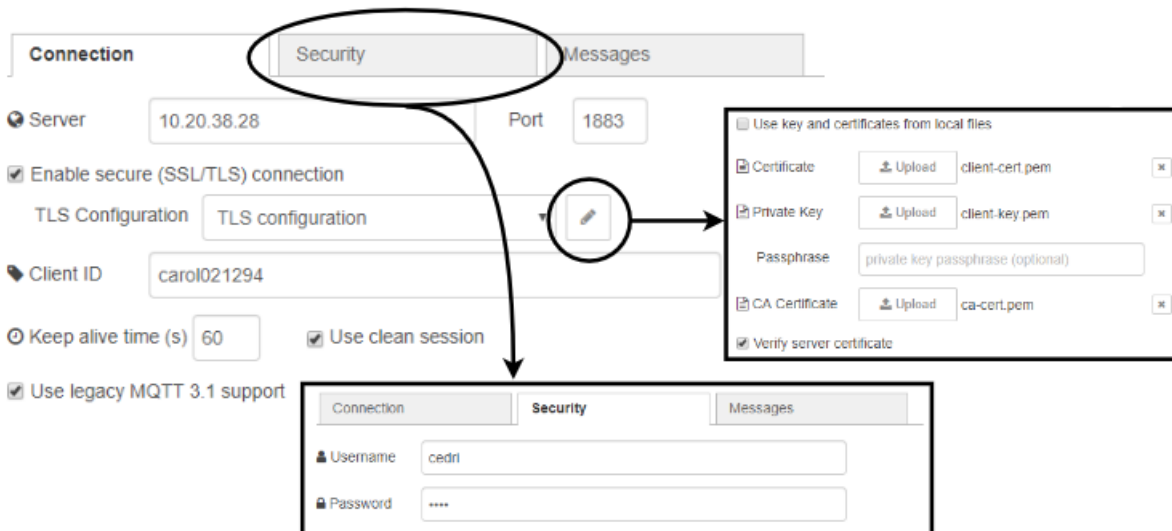 Connection Security Messages
Server 10.20.38.28 Port 1883
Enable secure (SSL/TLS) connection
TLS Configuration TLS configuration
Client ID carol021294
Keep alive time (s) 60 Use clean session
Use legacy MQTT 3.1 support
Use key and certificates from local files
Certificate Upload client-cert.pem
Private Key Upload client-key.pem
Passphrase private key passphrase (optional)
CA Certificate Upload ca-cert.pem
Verify server certificate
Connection Security Messages
Username cedri
Password ••••